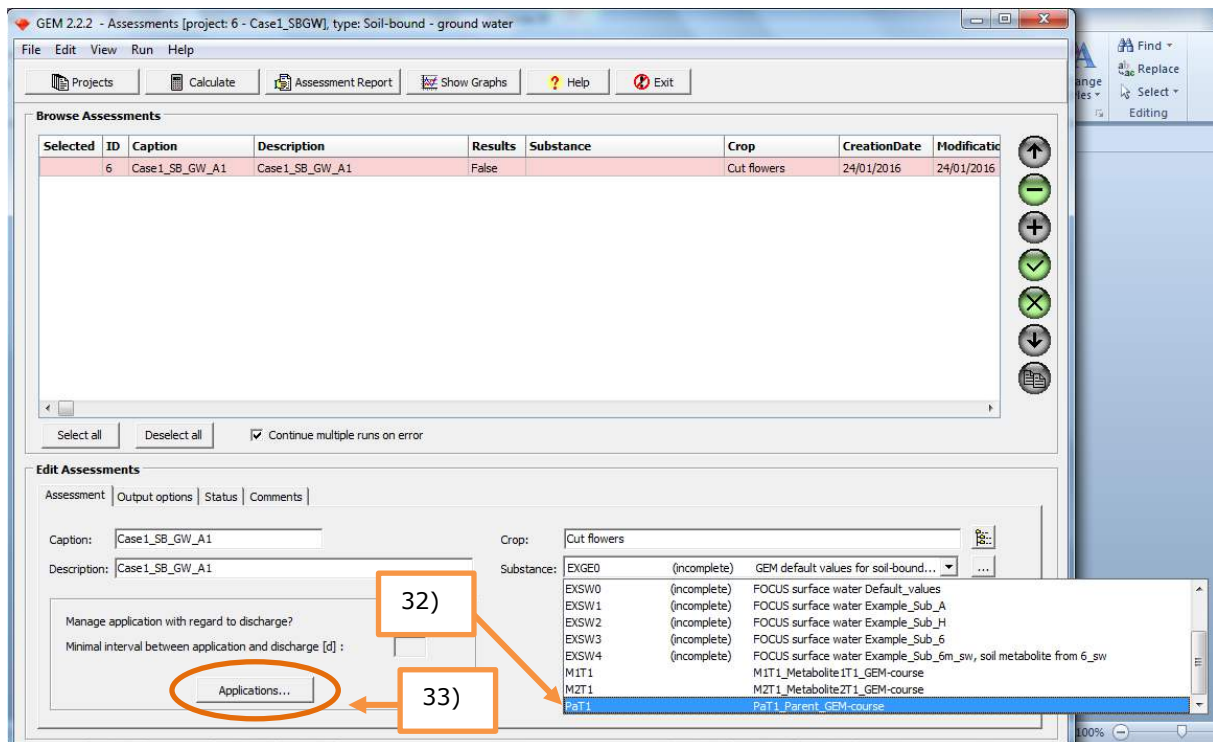 GEM 2.2.2 - Assessments [project: 6 - Case1_SBGW], type: Soil-bound - ground water
File Edit View Run Help
Projects Calculate Assessment Report Show Graphs ? Help Exit
Find
Replace
Select
Editing
Browse Assessments
Selected ID Caption Description Results Substance Crop CreationDate Modificatio
6 Case1_SB_GW_A1 Case1_SB_GW_A1 False Cut flowers 24/01/2016 24/01/2016
Select all Deselect all Continue multiple runs on error
Edit Assessments
Assessment Output options Status Comments
Caption: Case1_SB_GW_A1 Crop: Cut flowers
Description: Case1_SB_GW_A1 Substance: EXGE0 (incomplete) GEM default values for soil-bound... ...
EXSW0 (incomplete) FOCUS surface water Default_values
EXSW1 (incomplete) FOCUS surface water Example_Sub_A
EXSW2 (incomplete) FOCUS surface water Example_Sub_H
EXSW3 (incomplete) FOCUS surface water Example_Sub_6
EXSW4 (incomplete) FOCUS surface water Example_Sub_6m_sw, soil metabolite from 6_sw
M1T1 M1T1_Metabolite1T1_GEM-course
M2T1 M2T1_Metabolite2T1_GEM-course
PaT1 PaT1_Parent_GEM-course
32)
Manage application with regard to discharge?
Minimal interval between application and discharge [d] :
Applications...
33)
100%